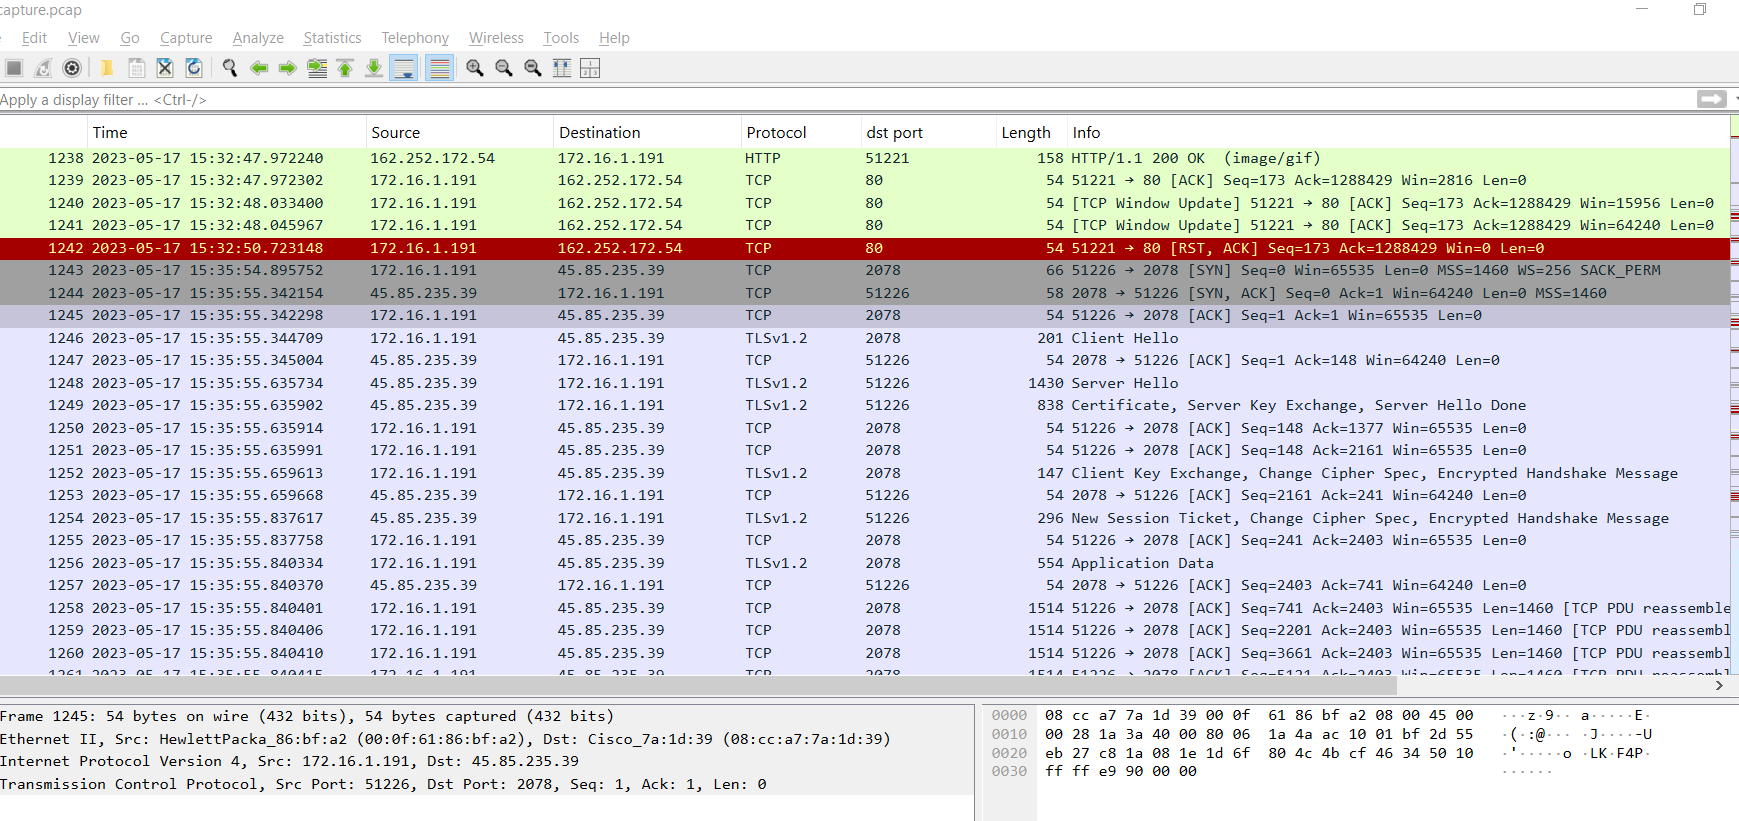 capture.pcap
Edit View Go Capture Analyze Statistics Telephony Wireless Tools Help
Apply a display filter ... <Ctrl-/>
Time Source Destination Protocol dst port Length Info
1238 2023-05-17 15:32:47.972240 162.252.172.54 172.16.1.191 HTTP 51221 158 HTTP/1.1 200 OK (image/gif)
1239 2023-05-17 15:32:47.972302 172.16.1.191 162.252.172.54 TCP 80 54 51221 → 80 [ACK] Seq=173 Ack=1288429 Win=2816 Len=0
1240 2023-05-17 15:32:48.033400 172.16.1.191 162.252.172.54 TCP 80 54 [TCP Window Update] 51221 → 80 [ACK] Seq=173 Ack=1288429 Win=15956 Len=0
1241 2023-05-17 15:32:48.045967 172.16.1.191 162.252.172.54 TCP 80 54 [TCP Window Update] 51221 → 80 [ACK] Seq=173 Ack=1288429 Win=64240 Len=0
1242 2023-05-17 15:32:50.723148 172.16.1.191 162.252.172.54 TCP 80 54 51221 → 80 [RST, ACK] Seq=173 Ack=1288429 Win=0 Len=0
1243 2023-05-17 15:35:54.895752 172.16.1.191 45.85.235.39 TCP 2078 66 51226 → 2078 [SYN] Seq=0 Win=65535 Len=0 MSS=1460 WS=256 SACK_PERM
1244 2023-05-17 15:35:55.342154 45.85.235.39 172.16.1.191 TCP 51226 58 2078 → 51226 [SYN, ACK] Seq=0 Ack=1 Win=64240 Len=0 MSS=1460
1245 2023-05-17 15:35:55.342298 172.16.1.191 45.85.235.39 TCP 2078 54 51226 → 2078 [ACK] Seq=1 Ack=1 Win=65535 Len=0
1246 2023-05-17 15:35:55.344709 172.16.1.191 45.85.235.39 TLSv1.2 2078 201 Client Hello
1247 2023-05-17 15:35:55.345004 45.85.235.39 172.16.1.191 TCP 51226 54 2078 → 51226 [ACK] Seq=1 Ack=148 Win=64240 Len=0
1248 2023-05-17 15:35:55.635734 45.85.235.39 172.16.1.191 TLSv1.2 51226 1430 Server Hello
1249 2023-05-17 15:35:55.635902 45.85.235.39 172.16.1.191 TLSv1.2 51226 838 Certificate, Server Key Exchange, Server Hello Done
1250 2023-05-17 15:35:55.635914 172.16.1.191 45.85.235.39 TCP 2078 54 51226 → 2078 [ACK] Seq=148 Ack=1377 Win=65535 Len=0
1251 2023-05-17 15:35:55.635991 172.16.1.191 45.85.235.39 TCP 2078 54 51226 → 2078 [ACK] Seq=148 Ack=2161 Win=65535 Len=0
1252 2023-05-17 15:35:55.659613 172.16.1.191 45.85.235.39 TLSv1.2 2078 147 Client Key Exchange, Change Cipher Spec, Encrypted Handshake Message
1253 2023-05-17 15:35:55.659668 45.85.235.39 172.16.1.191 TCP 51226 54 2078 → 51226 [ACK] Seq=2161 Ack=241 Win=64240 Len=0
1254 2023-05-17 15:35:55.837617 45.85.235.39 172.16.1.191 TLSv1.2 51226 296 New Session Ticket, Change Cipher Spec, Encrypted Handshake Message
1255 2023-05-17 15:35:55.837758 172.16.1.191 45.85.235.39 TCP 2078 54 51226 → 2078 [ACK] Seq=241 Ack=2403 Win=65535 Len=0
1256 2023-05-17 15:35:55.840334 172.16.1.191 45.85.235.39 TLSv1.2 2078 554 Application Data
1257 2023-05-17 15:35:55.840370 45.85.235.39 172.16.1.191 TCP 51226 54 2078 → 51226 [ACK] Seq=2403 Ack=741 Win=64240 Len=0
1258 2023-05-17 15:35:55.840401 172.16.1.191 45.85.235.39 TCP 2078 1514 51226 → 2078 [ACK] Seq=741 Ack=2403 Win=65535 Len=1460 [TCP PDU reassemble
1259 2023-05-17 15:35:55.840406 172.16.1.191 45.85.235.39 TCP 2078 1514 51226 → 2078 [ACK] Seq=2201 Ack=2403 Win=65535 Len=1460 [TCP PDU reassembl
1260 2023-05-17 15:35:55.840410 172.16.1.191 45.85.235.39 TCP 2078 1514 51226 → 2078 [ACK] Seq=3661 Ack=2403 Win=65535 Len=1460 [TCP PDU reassembl
1261 2023-05-17 15:35:55.840415 172.16.1.191 45.85.235.39 TCP 2078 1514 51226 → 2078 [ACK] Seq=5121 Ack=2403 Win=65535 Len=1460 [TCP PDU reassembl
Frame 1245: 54 bytes on wire (432 bits), 54 bytes captured (432 bits)
Ethernet II, Src: HewlettPacka_86:bf:a2 (00:0f:61:86:bf:a2), Dst: Cisco_7a:1d:39 (08:cc:a7:7a:1d:39)
Internet Protocol Version 4, Src: 172.16.1.191, Dst: 45.85.235.39
Transmission Control Protocol, Src Port: 51226, Dst Port: 2078, Seq: 1, Ack: 1, Len: 0
0000 08 cc a7 7a 1d 39 00 0f 61 86 bf a2 08 00 45 00 ···z·9·· a·····E·
0010 00 28 1a 3a 40 00 80 06 1a 4a ac 10 01 bf 2d 55 ·(·:@··· ·J····-U
0020 eb 27 c8 1a 08 1e 1d 6f 80 4c 4b cf 46 34 50 10 ·'·····o ·LK·F4P·
0030 ff ff e9 90 00 00 ······